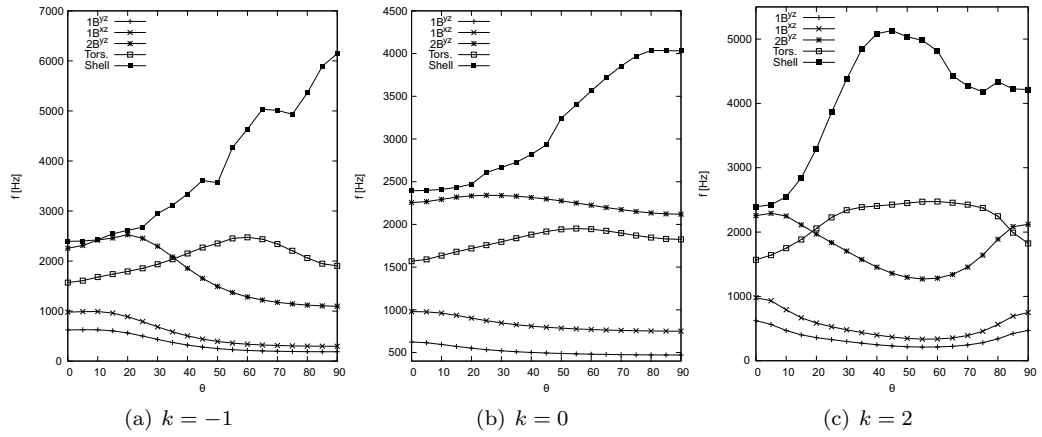 1B^yz
1B^xz
2B^yz
Tors.
Shell
7000
6000
5000
4000
3000
2000
1000
0
f [Hz]
0 10 20 30 40 50 60 70 80 90
θ
(a) k = −1
1B^yz
1B^xz
2B^yz
Tors.
Shell
4500
4000
3500
3000
2500
2000
1500
1000
500
f [Hz]
0 10 20 30 40 50 60 70 80 90
θ
(b) k = 0
1B^yz
1B^xz
2B^yz
Tors.
Shell
5000
4000
3000
2000
1000
0
f [Hz]
0 10 20 30 40 50 60 70 80 90
θ
(c) k = 2